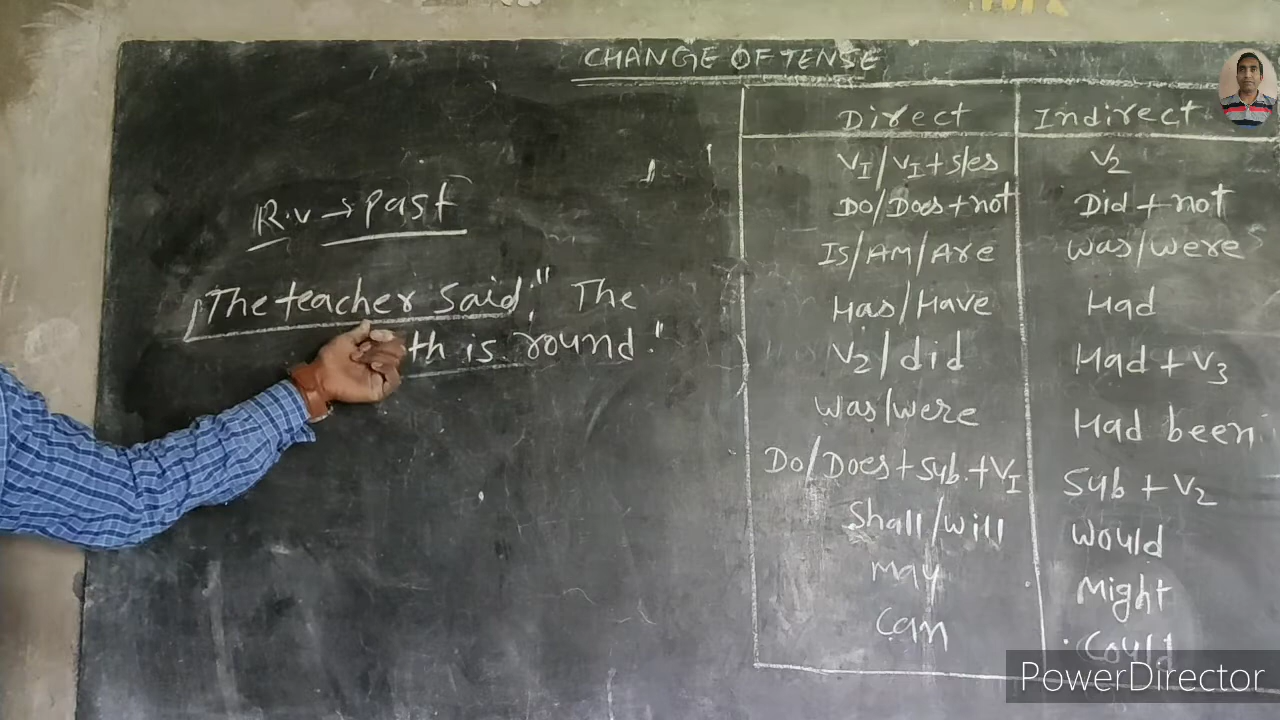 CHANGE OF TENSE
Direct Indirect
V1/V1+s/es V2
Do/Does+not Did+not
Is/AM/Are Was/were
Has/Have Had
V2/did Had+V3
Was/were Had been
Do/Does+Sub.+V1 Sub+V2
Shall/will Would
May Might
Can Could
R.v → Past
The teacher said, "The
th is round."
PowerDirector